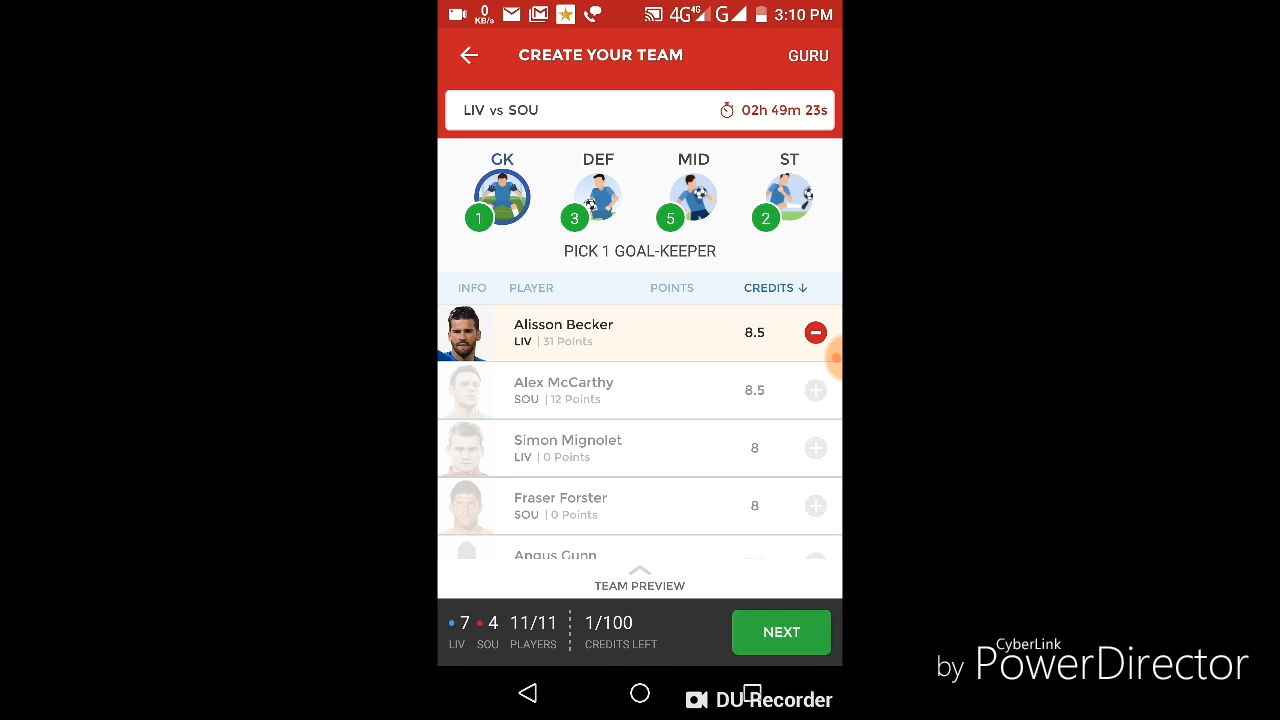 0 KB/s 4G 4G G 3:10 PM
CREATE YOUR TEAM GURU
LIV vs SOU 02h 49m 23s
GK DEF MID ST
1 3 5 2
PICK 1 GOAL-KEEPER
INFO PLAYER POINTS CREDITS ↓
Alisson Becker 8.5
LIV | 31 Points
Alex McCarthy 8.5
SOU | 12 Points
Simon Mignolet 8
LIV | 0 Points
Fraser Forster 8
SOU | 0 Points
Angus Gunn
TEAM PREVIEW
7 4 11/11 1/100
LIV SOU PLAYERS CREDITS LEFT
NEXT
DU Recorder
CyberLink
by PowerDirector